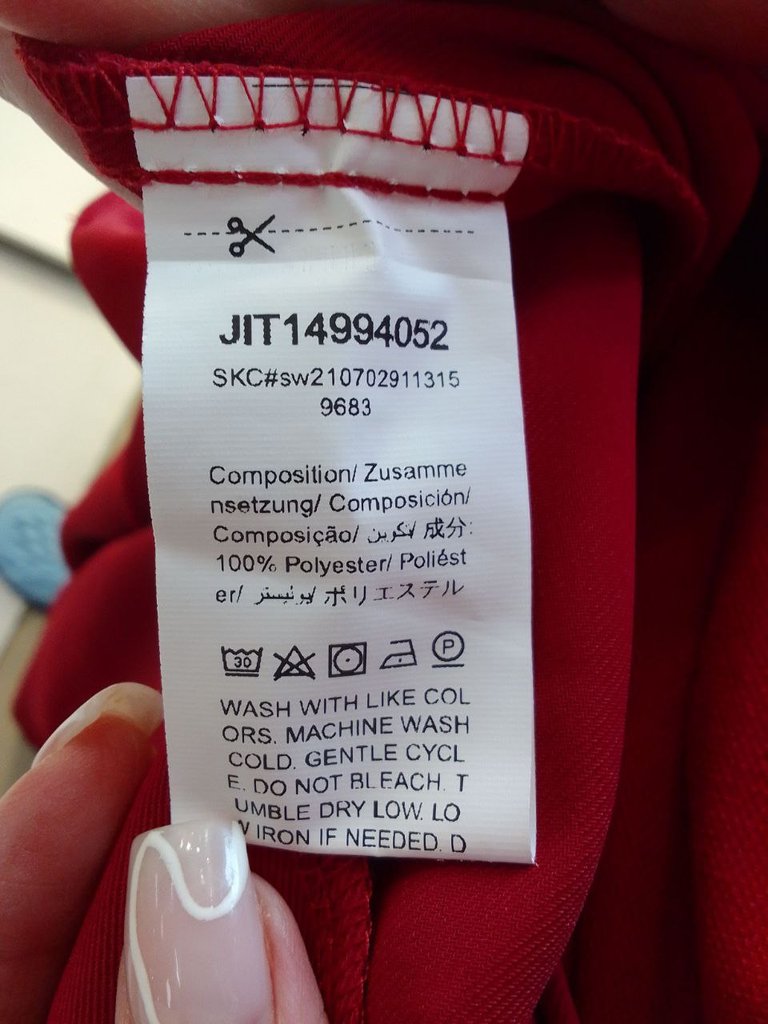 JIT14994052
SKC#sw210702911315
9683
Composition/ Zusamme
nsetzung/ Composición/
Composição/ تكوين/ 成分:
100% Polyester/ Poliést
er/ بوليستر/ ポリエステル
30
P
WASH WITH LIKE COL
ORS. MACHINE WASH
COLD. GENTLE CYCL
E. DO NOT BLEACH. T
UMBLE DRY LOW. LO
W IRON IF NEEDED. D